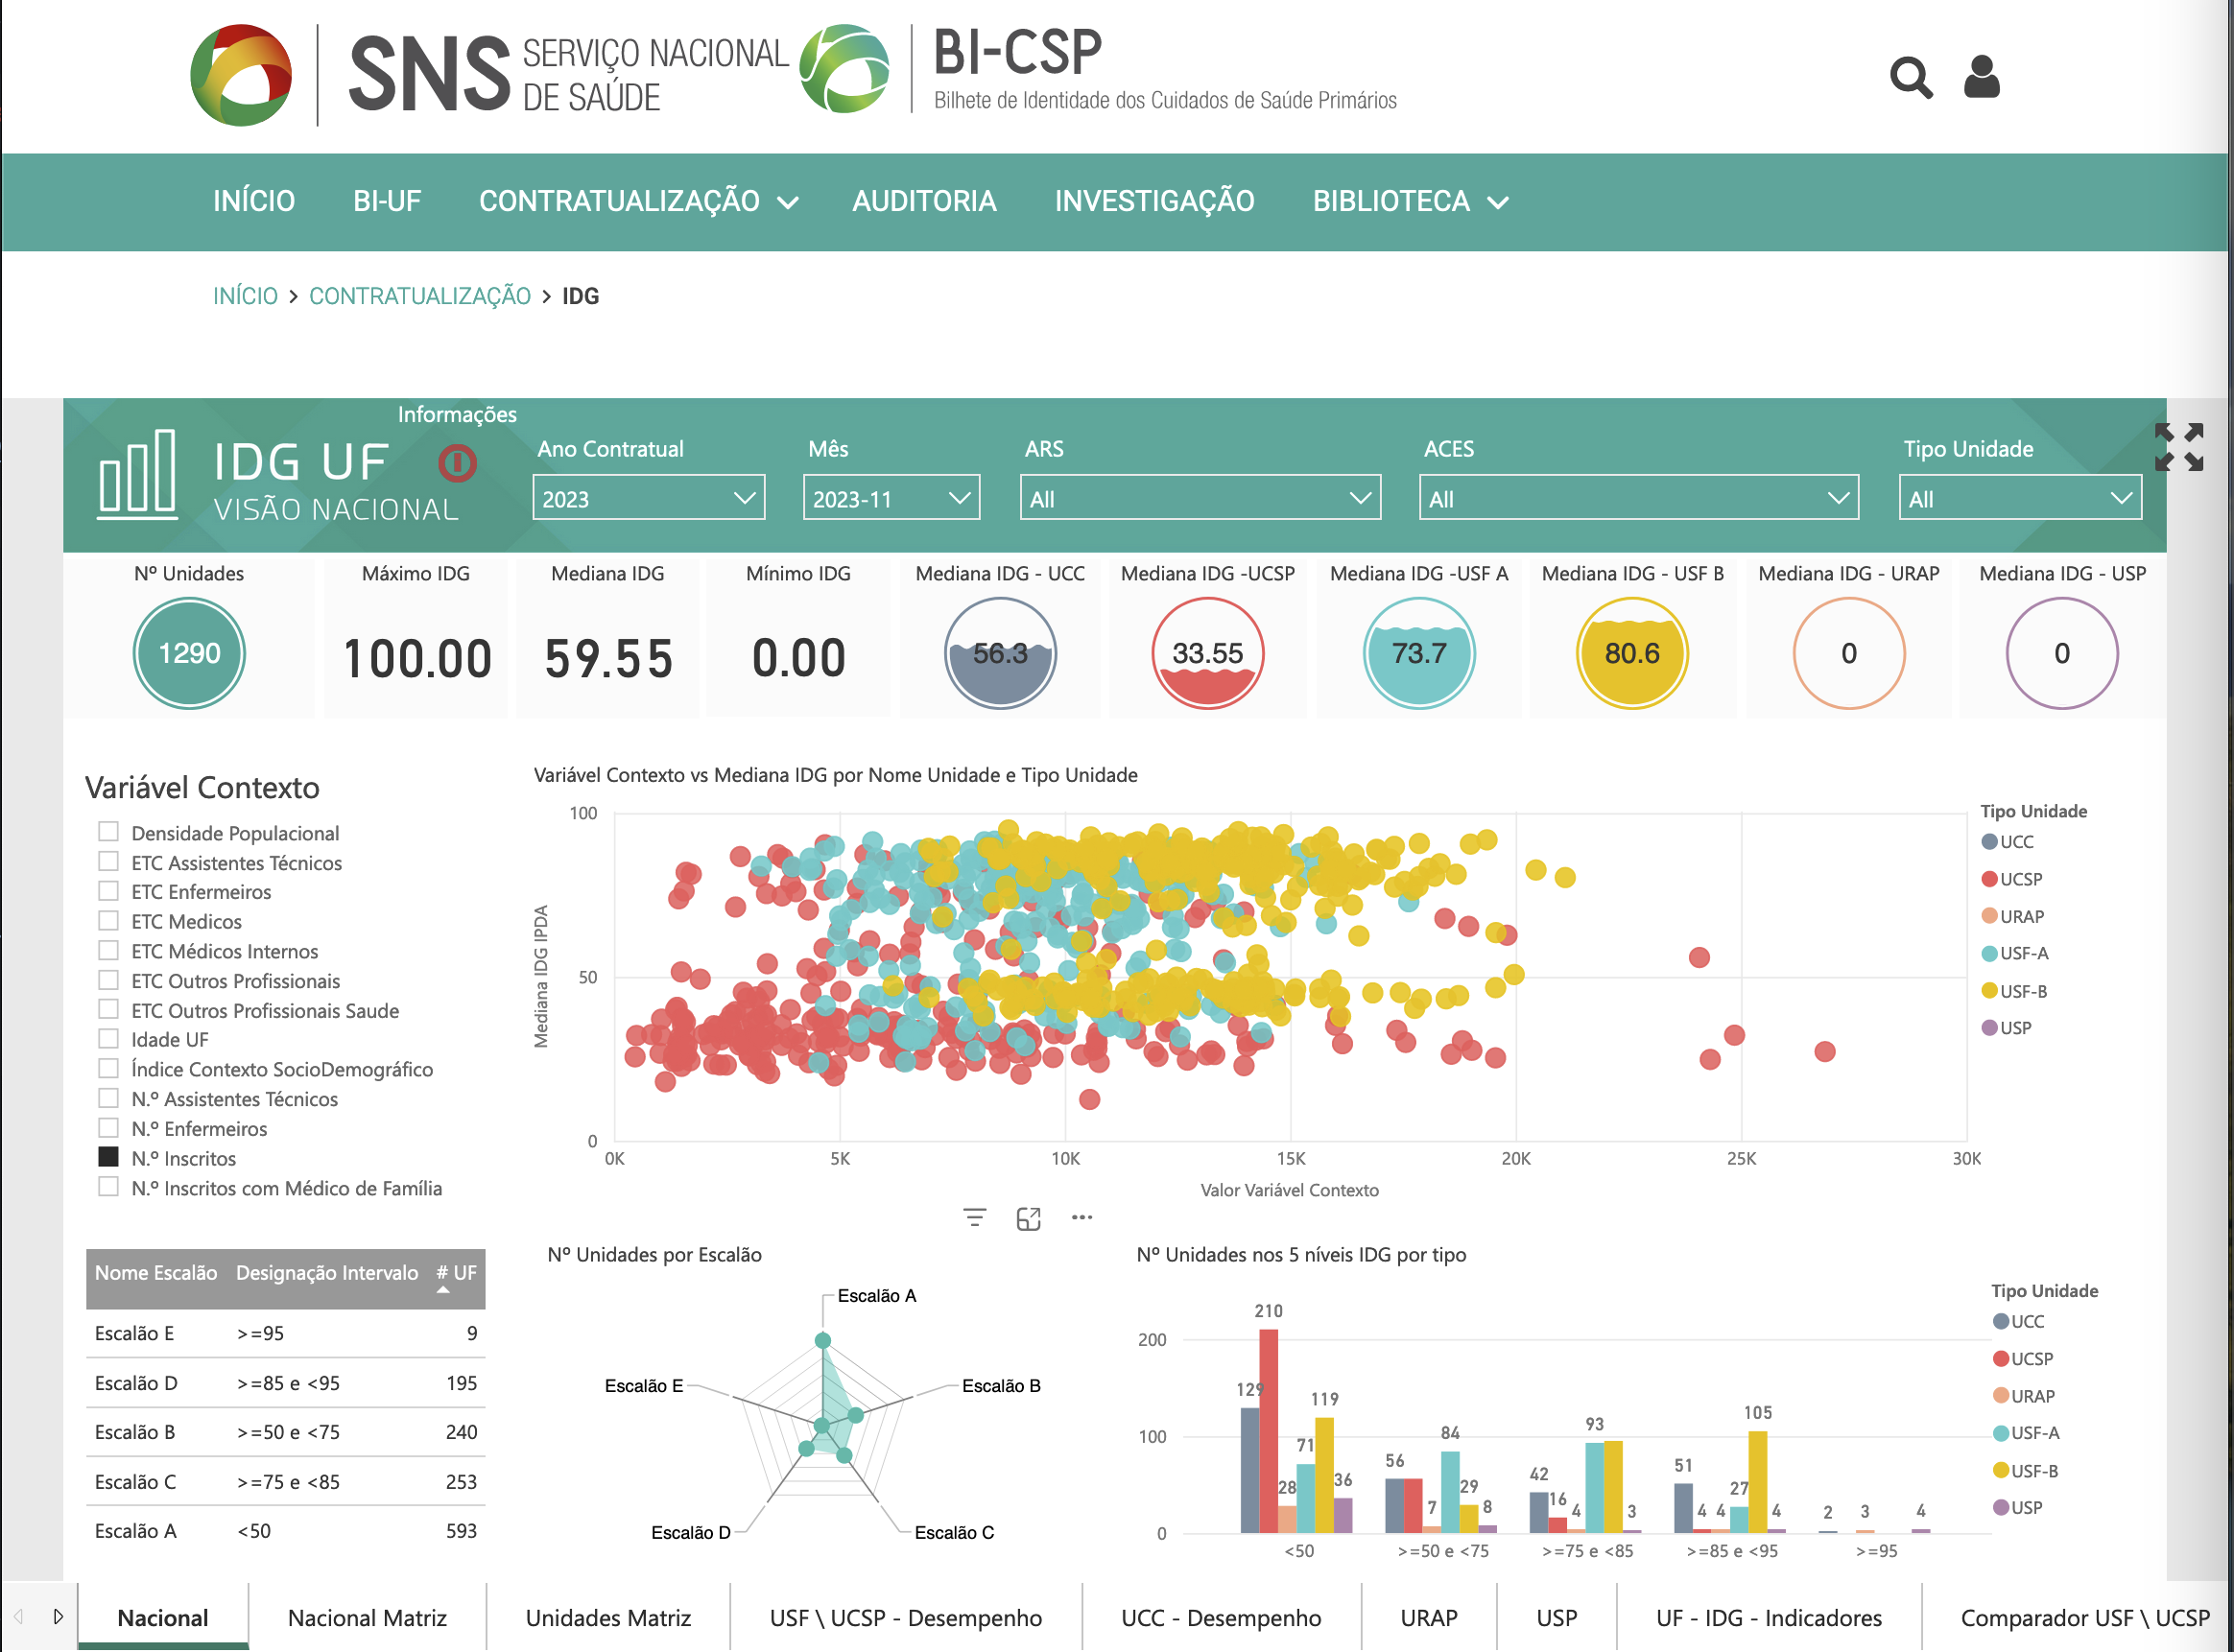 SNS SERVIÇO NACIONAL DE SAÚDE
BI-CSP
Bilhete de Identidade dos Cuidados de Saúde Primários
INÍCIO BI-UF CONTRATUALIZAÇÃO AUDITORIA INVESTIGAÇÃO BIBLIOTECA
INÍCIO > CONTRATUALIZAÇÃO > IDG
Informações
IDG UF
VISÃO NACIONAL
Ano Contratual Mês ARS ACES Tipo Unidade
2023 2023-11 All All All
Nº Unidades Máximo IDG Mediana IDG Mínimo IDG Mediana IDG - UCC Mediana IDG -UCSP Mediana IDG -USF A Mediana IDG - USF B Mediana IDG - URAP Mediana IDG - USP
1290 100.00 59.55 0.00 56.3 33.55 73.7 80.6 0 0
Variável Contexto
Densidade Populacional
ETC Assistentes Técnicos
ETC Enfermeiros
ETC Medicos
ETC Médicos Internos
ETC Outros Profissionais
ETC Outros Profissionais Saude
Idade UF
Índice Contexto SocioDemográfico
N.º Assistentes Técnicos
N.º Enfermeiros
N.º Inscritos
N.º Inscritos com Médico de Família
Variável Contexto vs Mediana IDG por Nome Unidade e Tipo Unidade
Mediana IDG IPDA
100
50
0
0K 5K 10K 15K 20K 25K 30K
Valor Variável Contexto
Tipo Unidade
UCC
UCSP
URAP
USF-A
USF-B
USP
Nome Escalão Designação Intervalo # UF
Escalão E >=95 9
Escalão D >=85 e <95 195
Escalão B >=50 e <75 240
Escalão C >=75 e <85 253
Escalão A <50 593
Nº Unidades por Escalão
Escalão A
Escalão E Escalão B
Escalão D Escalão C
Nº Unidades nos 5 níveis IDG por tipo
200
100
0
129 210 28 71 119 36
56 7 84 29 8
42 16 4 93 3
51 4 4 27 105 4
2 3 4
<50 >=50 e <75 >=75 e <85 >=85 e <95 >=95
Tipo Unidade
UCC
UCSP
URAP
USF-A
USF-B
USP
Nacional Nacional Matriz Unidades Matriz USF \ UCSP - Desempenho UCC - Desempenho URAP USP UF - IDG - Indicadores Comparador USF \ UCSP